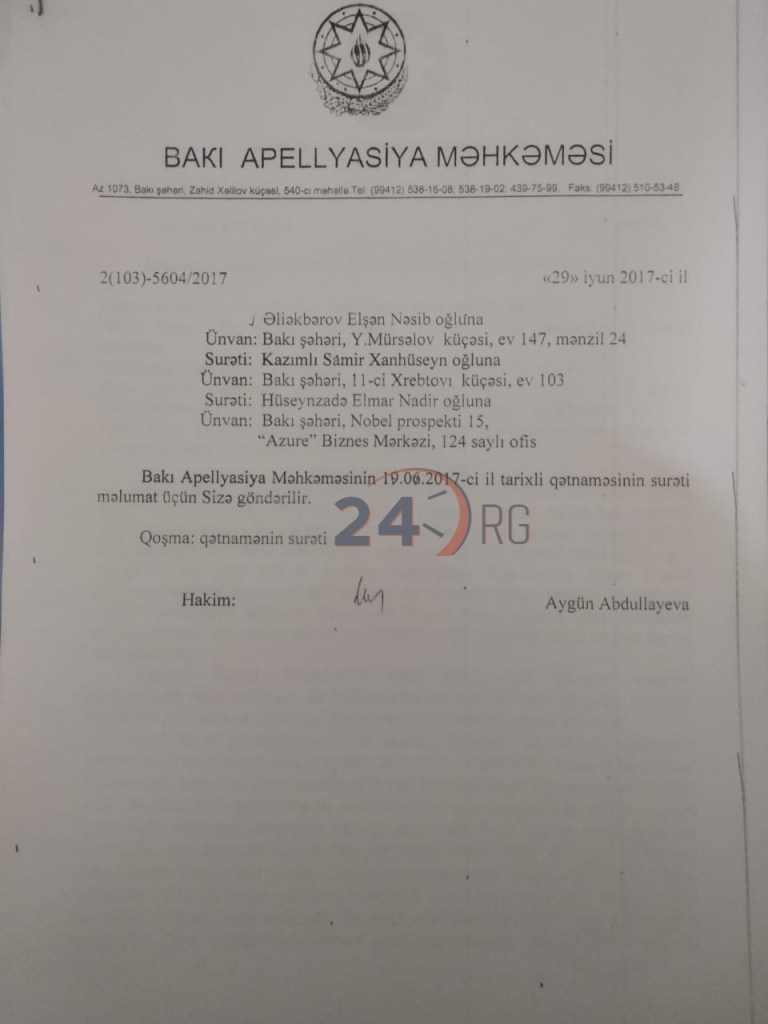 BAKI APELLYASİYA MƏHKƏMƏSİ
Az 1073, Bakı şəhəri, Zahid Xəlilov küçəsi, 540-cı məhəllə.Tel: (99412) 538-16-08; 538-19-02; 439-75-99. Faks: (99412) 510-53-48
2(103)-5604/2017 «29» iyun 2017-ci il
Əliəkbərov Elşən Nəsib oğluna
Ünvan: Bakı şəhəri, Y.Mürsəlov küçəsi, ev 147, mənzil 24
Surəti: Kazımlı Samir Xanhüseyn oğluna
Ünvan: Bakı şəhəri, 11-ci Xrebtovı küçəsi, ev 103
Surəti: Hüseynzadə Elmar Nadir oğluna
Ünvan: Bakı şəhəri, Nobel prospekti 15,
“Azure” Biznes Mərkəzi, 124 saylı ofis
Bakı Apellyasiya Məhkəməsinin 19.06.2017-ci il tarixli qətnaməsinin surəti
məlumat üçün Sizə göndərilir.
Qoşma: qətnamənin surəti
24 RG
Hakim: Aygün Abdullayeva